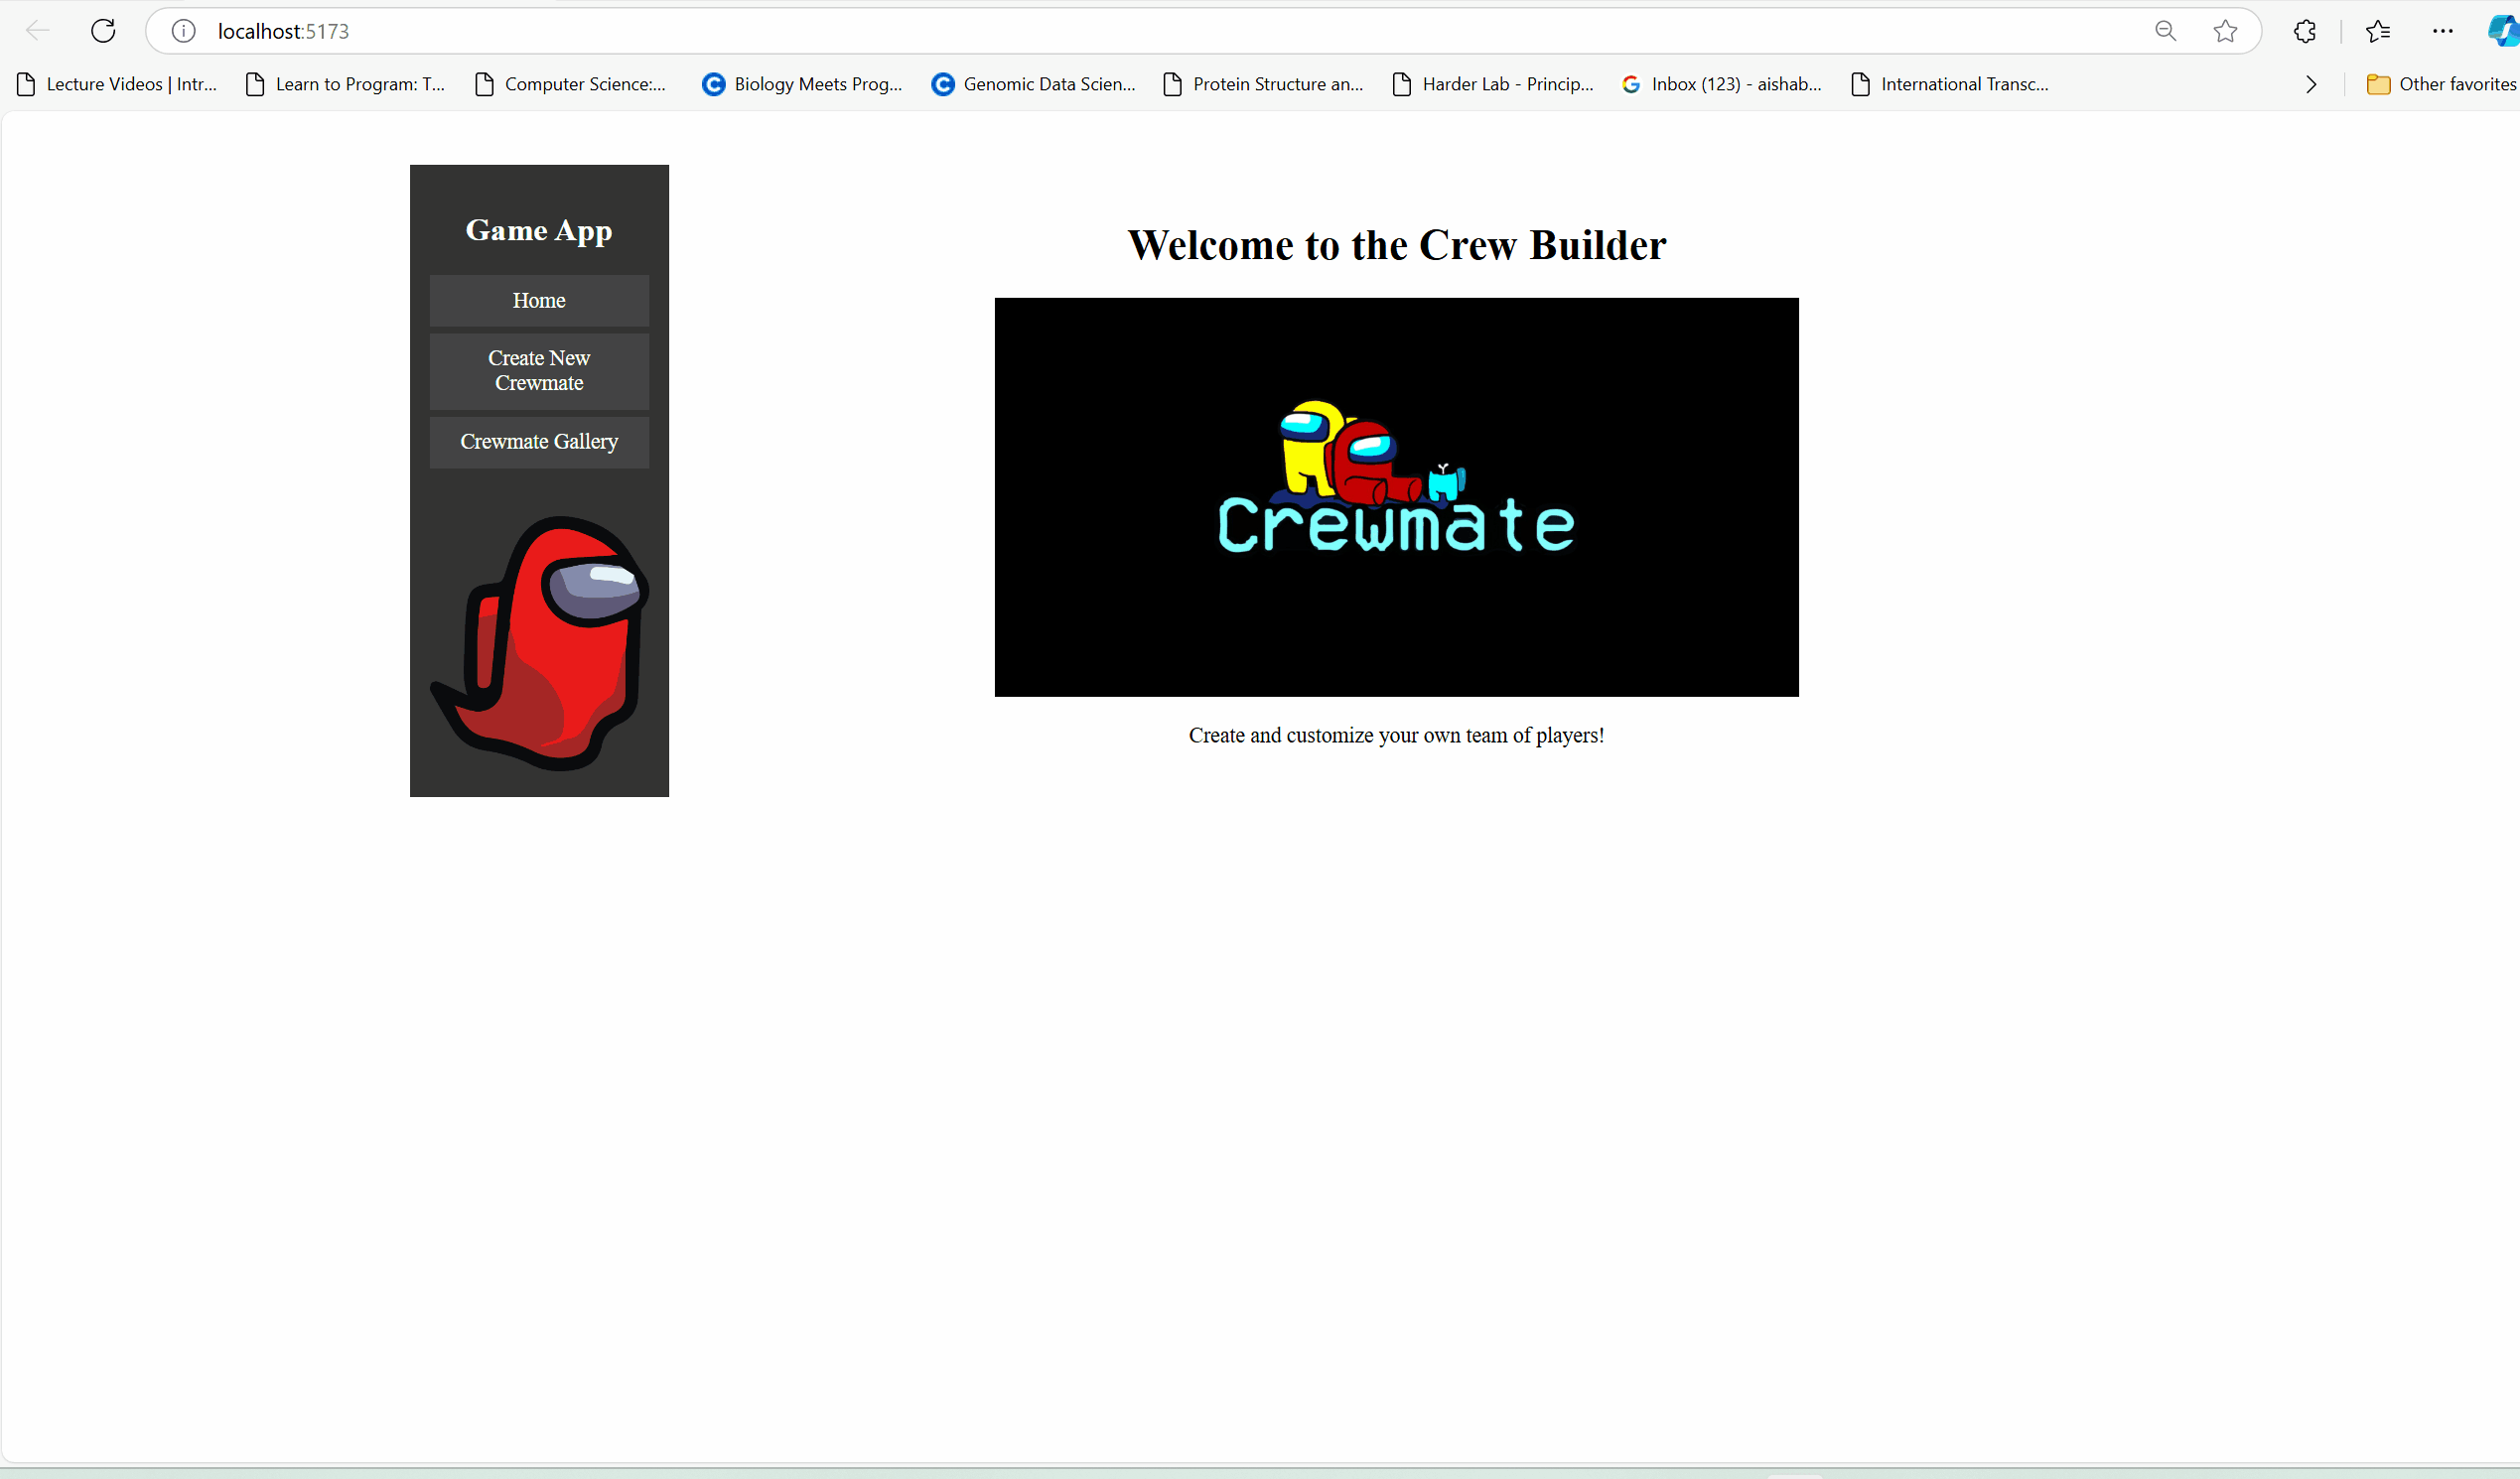 localhost:5173
Lecture Videos | Intr... Learn to Program: T... Computer Science:... Biology Meets Prog... Genomic Data Scien... Protein Structure an... Harder Lab - Princip... Inbox (123) - aishab... International Transc... Other favorites
Game App
Home
Create New
Crewmate
Crewmate Gallery
Welcome to the Crew Builder
Crewmate
Create and customize your own team of players!